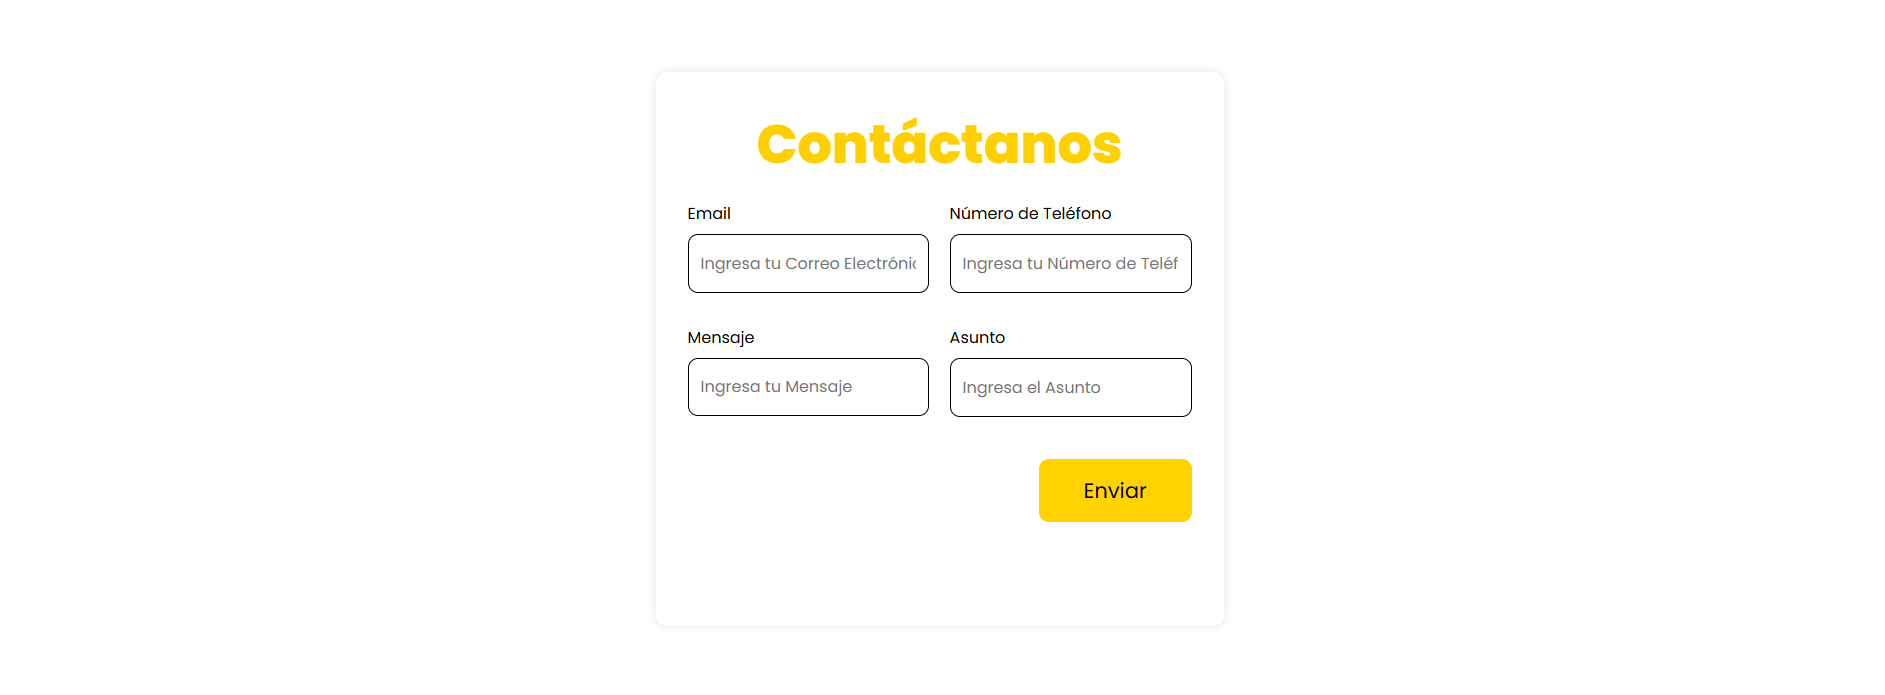 Contáctanos
Email
Número de Teléfono
Ingresa tu Correo Electrónic
Ingresa tu Número de Teléf
Mensaje
Asunto
Ingresa tu Mensaje
Ingresa el Asunto
Enviar